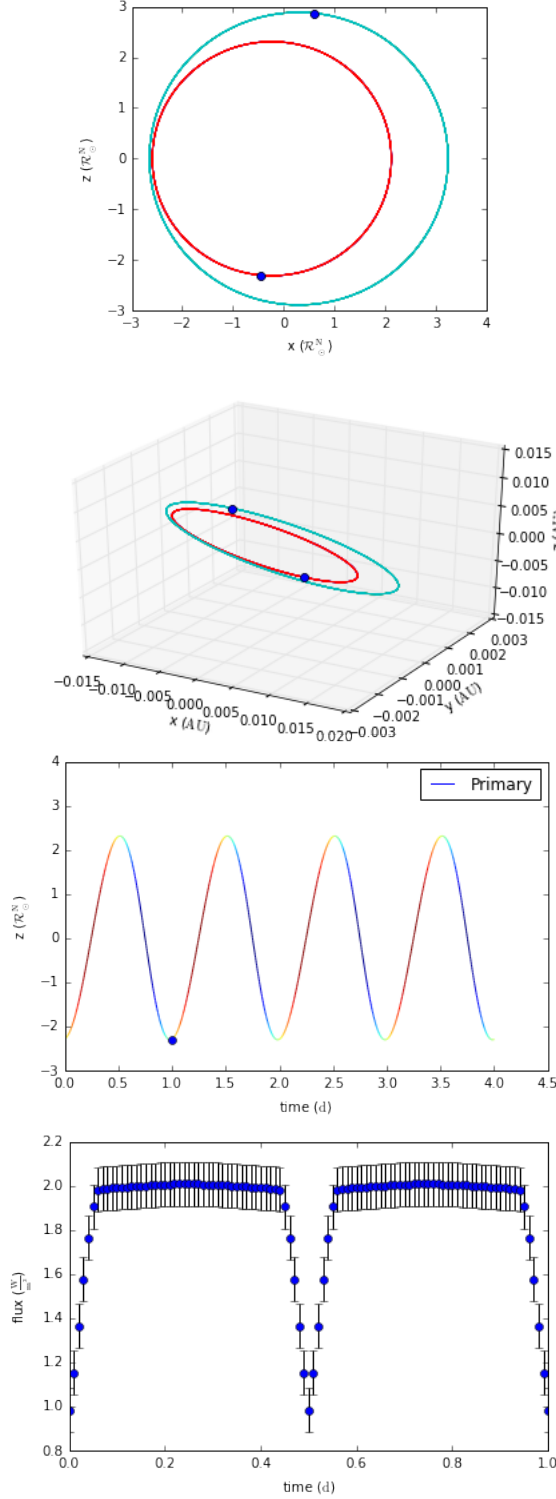 3
2
1
0
−1
−2
−3
z (ℛ☉ᴺ)
−3 −2 −1 0 1 2 3 4
x (ℛ☉ᴺ)
0.015
0.010
0.005
0.000
−0.005
−0.010
−0.015
0.003
0.002
0.001
0.000
−0.001
−0.002
−0.003
y (AU)
−0.015 −0.010 −0.005 0.000 0.005 0.010 0.015 0.020
x (AU)
4
3
2
1
0
−1
−2
−3
z (ℛ☉ᴺ)
Primary
0.0 0.5 1.0 1.5 2.0 2.5 3.0 3.5 4.0 4.5
time (d)
2.2
2.0
1.8
1.6
1.4
1.2
1.0
0.8
flux (W/m²)
0.0 0.2 0.4 0.6 0.8 1.0
time (d)